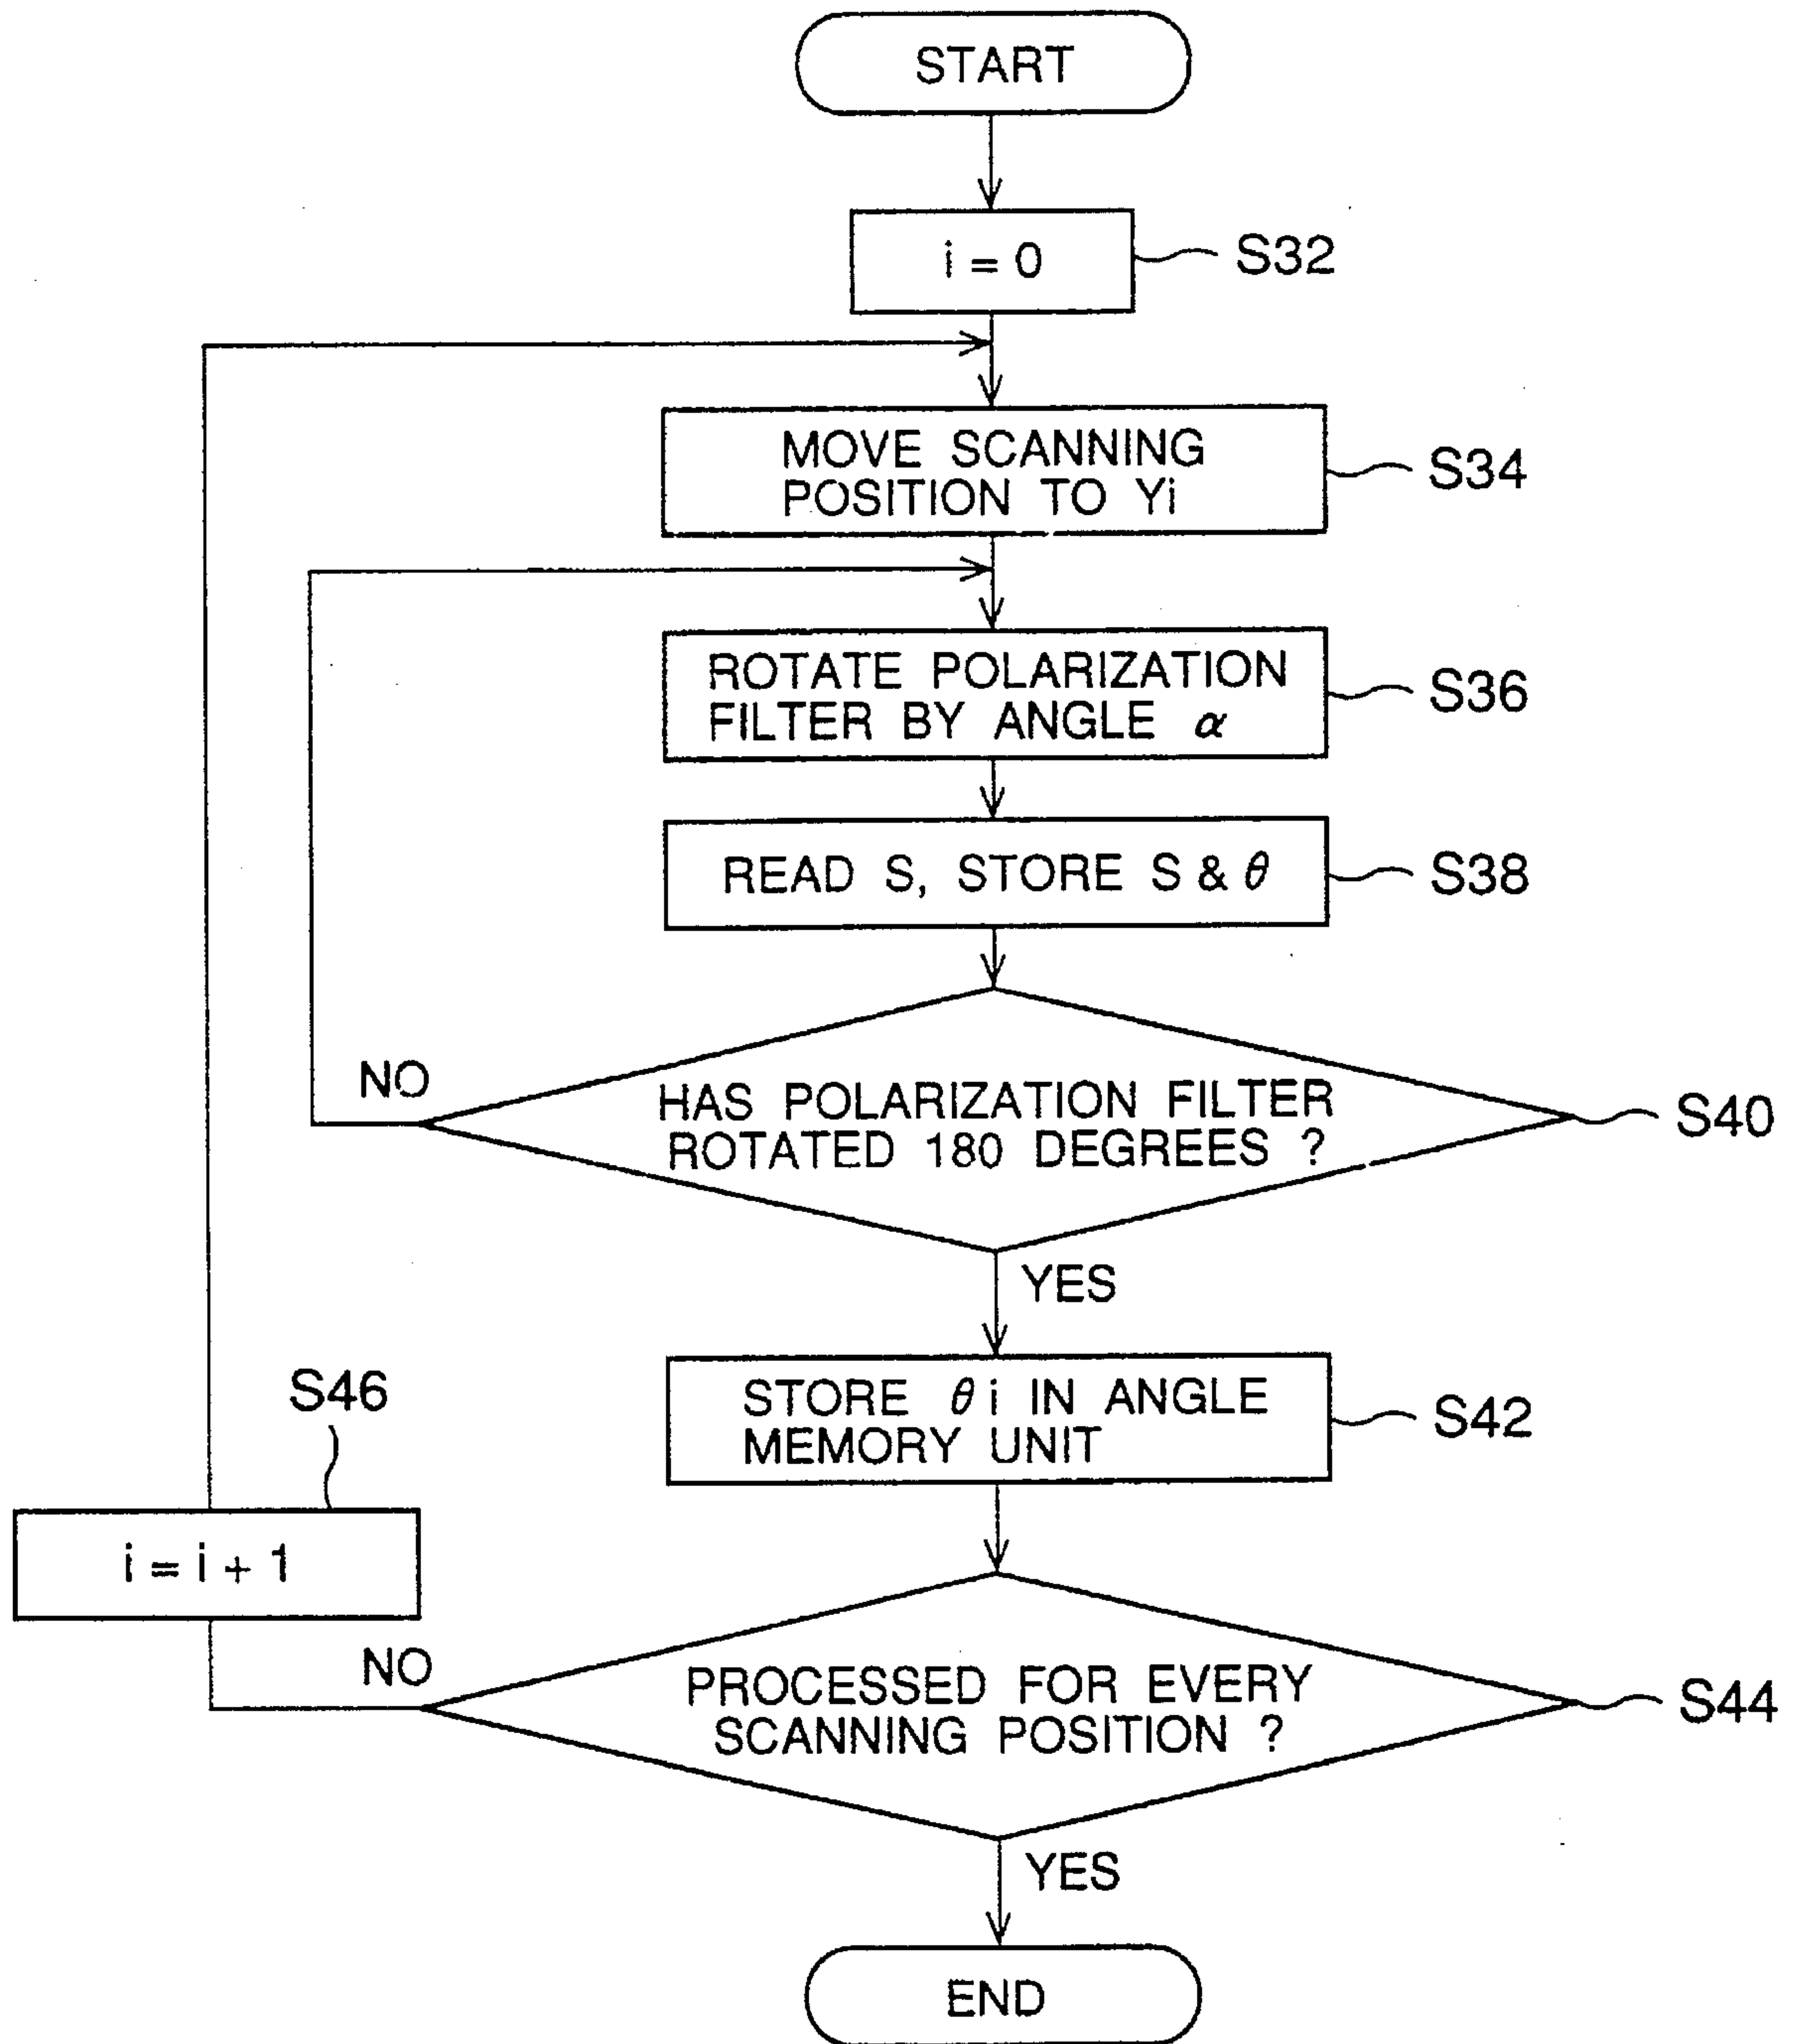 START
i = 0
S32
MOVE SCANNING
POSITION TO Yi
S34
ROTATE POLARIZATION
FILTER BY ANGLE α
S36
READ S, STORE S & θ
S38
NO
HAS POLARIZATION FILTER
ROTATED 180 DEGREES ?
S40
YES
STORE θi IN ANGLE
MEMORY UNIT
S42
S46
i = i + 1
NO
PROCESSED FOR EVERY
SCANNING POSITION ?
S44
YES
END